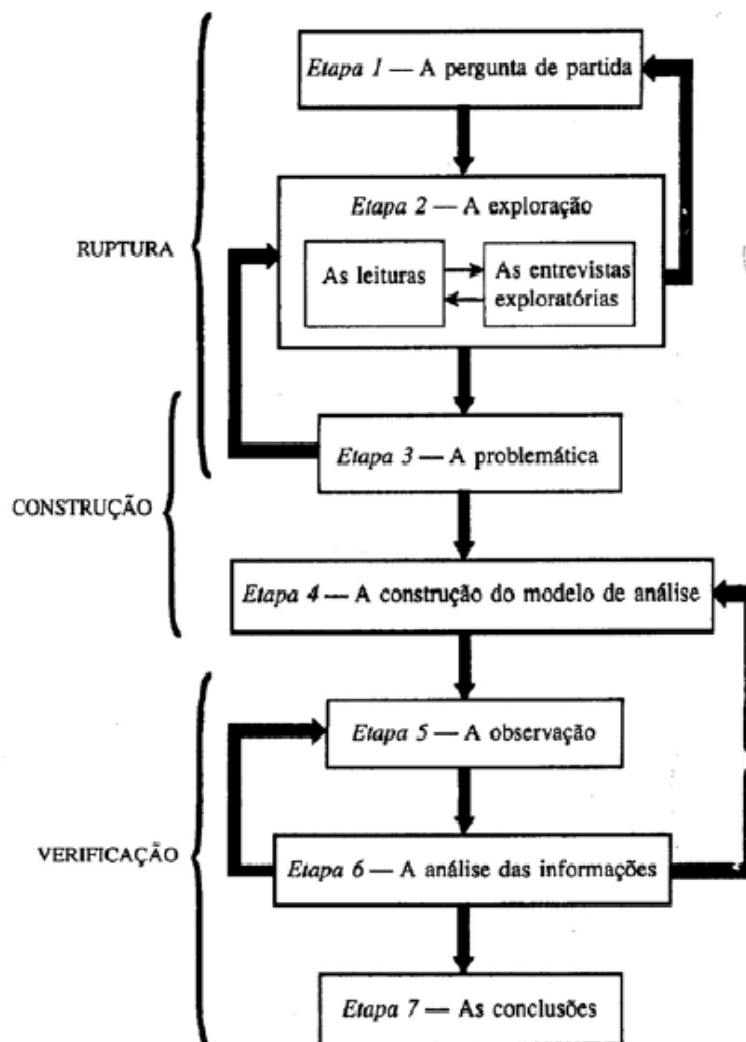 Etapa 1 — A pergunta de partida
Etapa 2 — A exploração
RUPTURA
As leituras
As entrevistas
exploratórias
Etapa 3 — A problemática
CONSTRUÇÃO
Etapa 4 — A construção do modelo de análise
Etapa 5 — A observação
VERIFICAÇÃO
Etapa 6 — A análise das informações
Etapa 7 — As conclusões